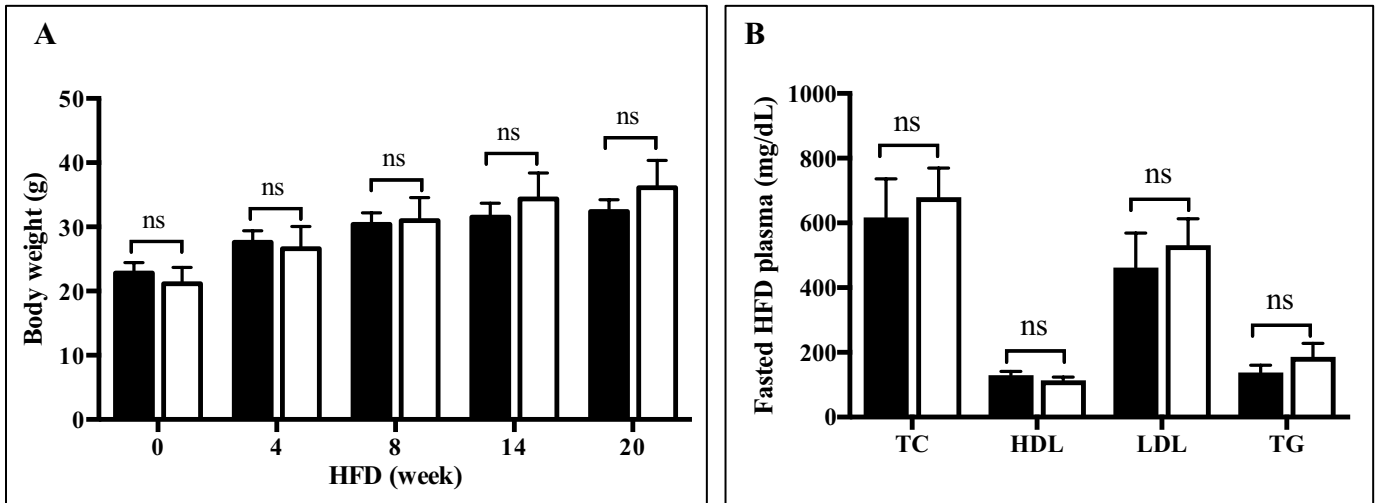 A
Body weight (g)
50
40
30
20
10
0
ns
ns
ns
ns
ns
0 4 8 14 20
HFD (week)
B
Fasted HFD plasma (mg/dL)
1000
800
600
400
200
0
ns
ns
ns
ns
TC HDL LDL TG